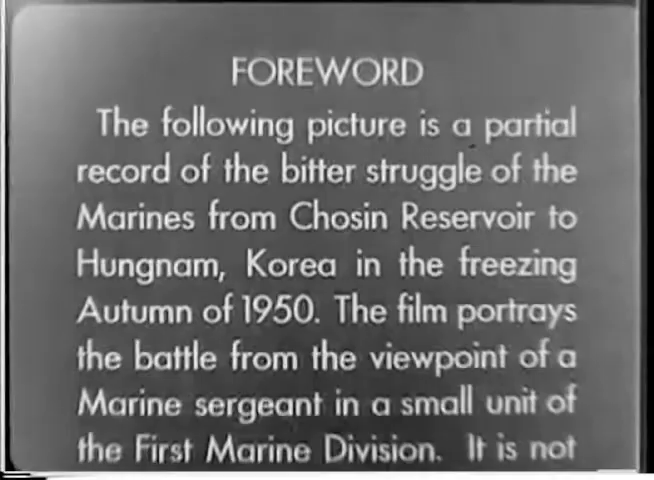 FOREWORD
The following picture is a partial
record of the bitter struggle of the
Marines from Chosin Reservoir to
Hungnam, Korea in the freezing
Autumn of 1950. The film portrays
the battle from the viewpoint of a
Marine sergeant in a small unit of
the First Marine Division. It is not